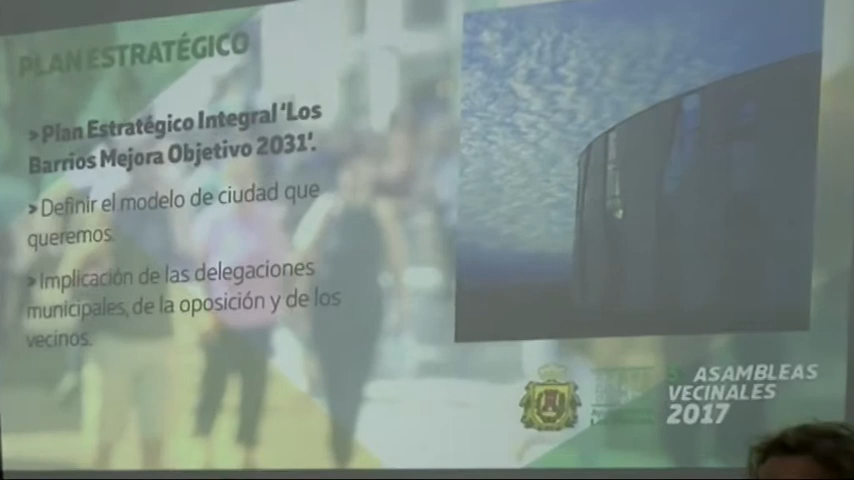 PLAN ESTRATÉGICO
> Plan Estratégico Integral 'Los
Barrios Mejora Objetivo 2031'.
> Definir el modelo de ciudad que
queremos.
> Implicación de las delegaciones
municipales, de la oposición y de los
vecinos.
ASAMBLEAS
VECINALES
2017